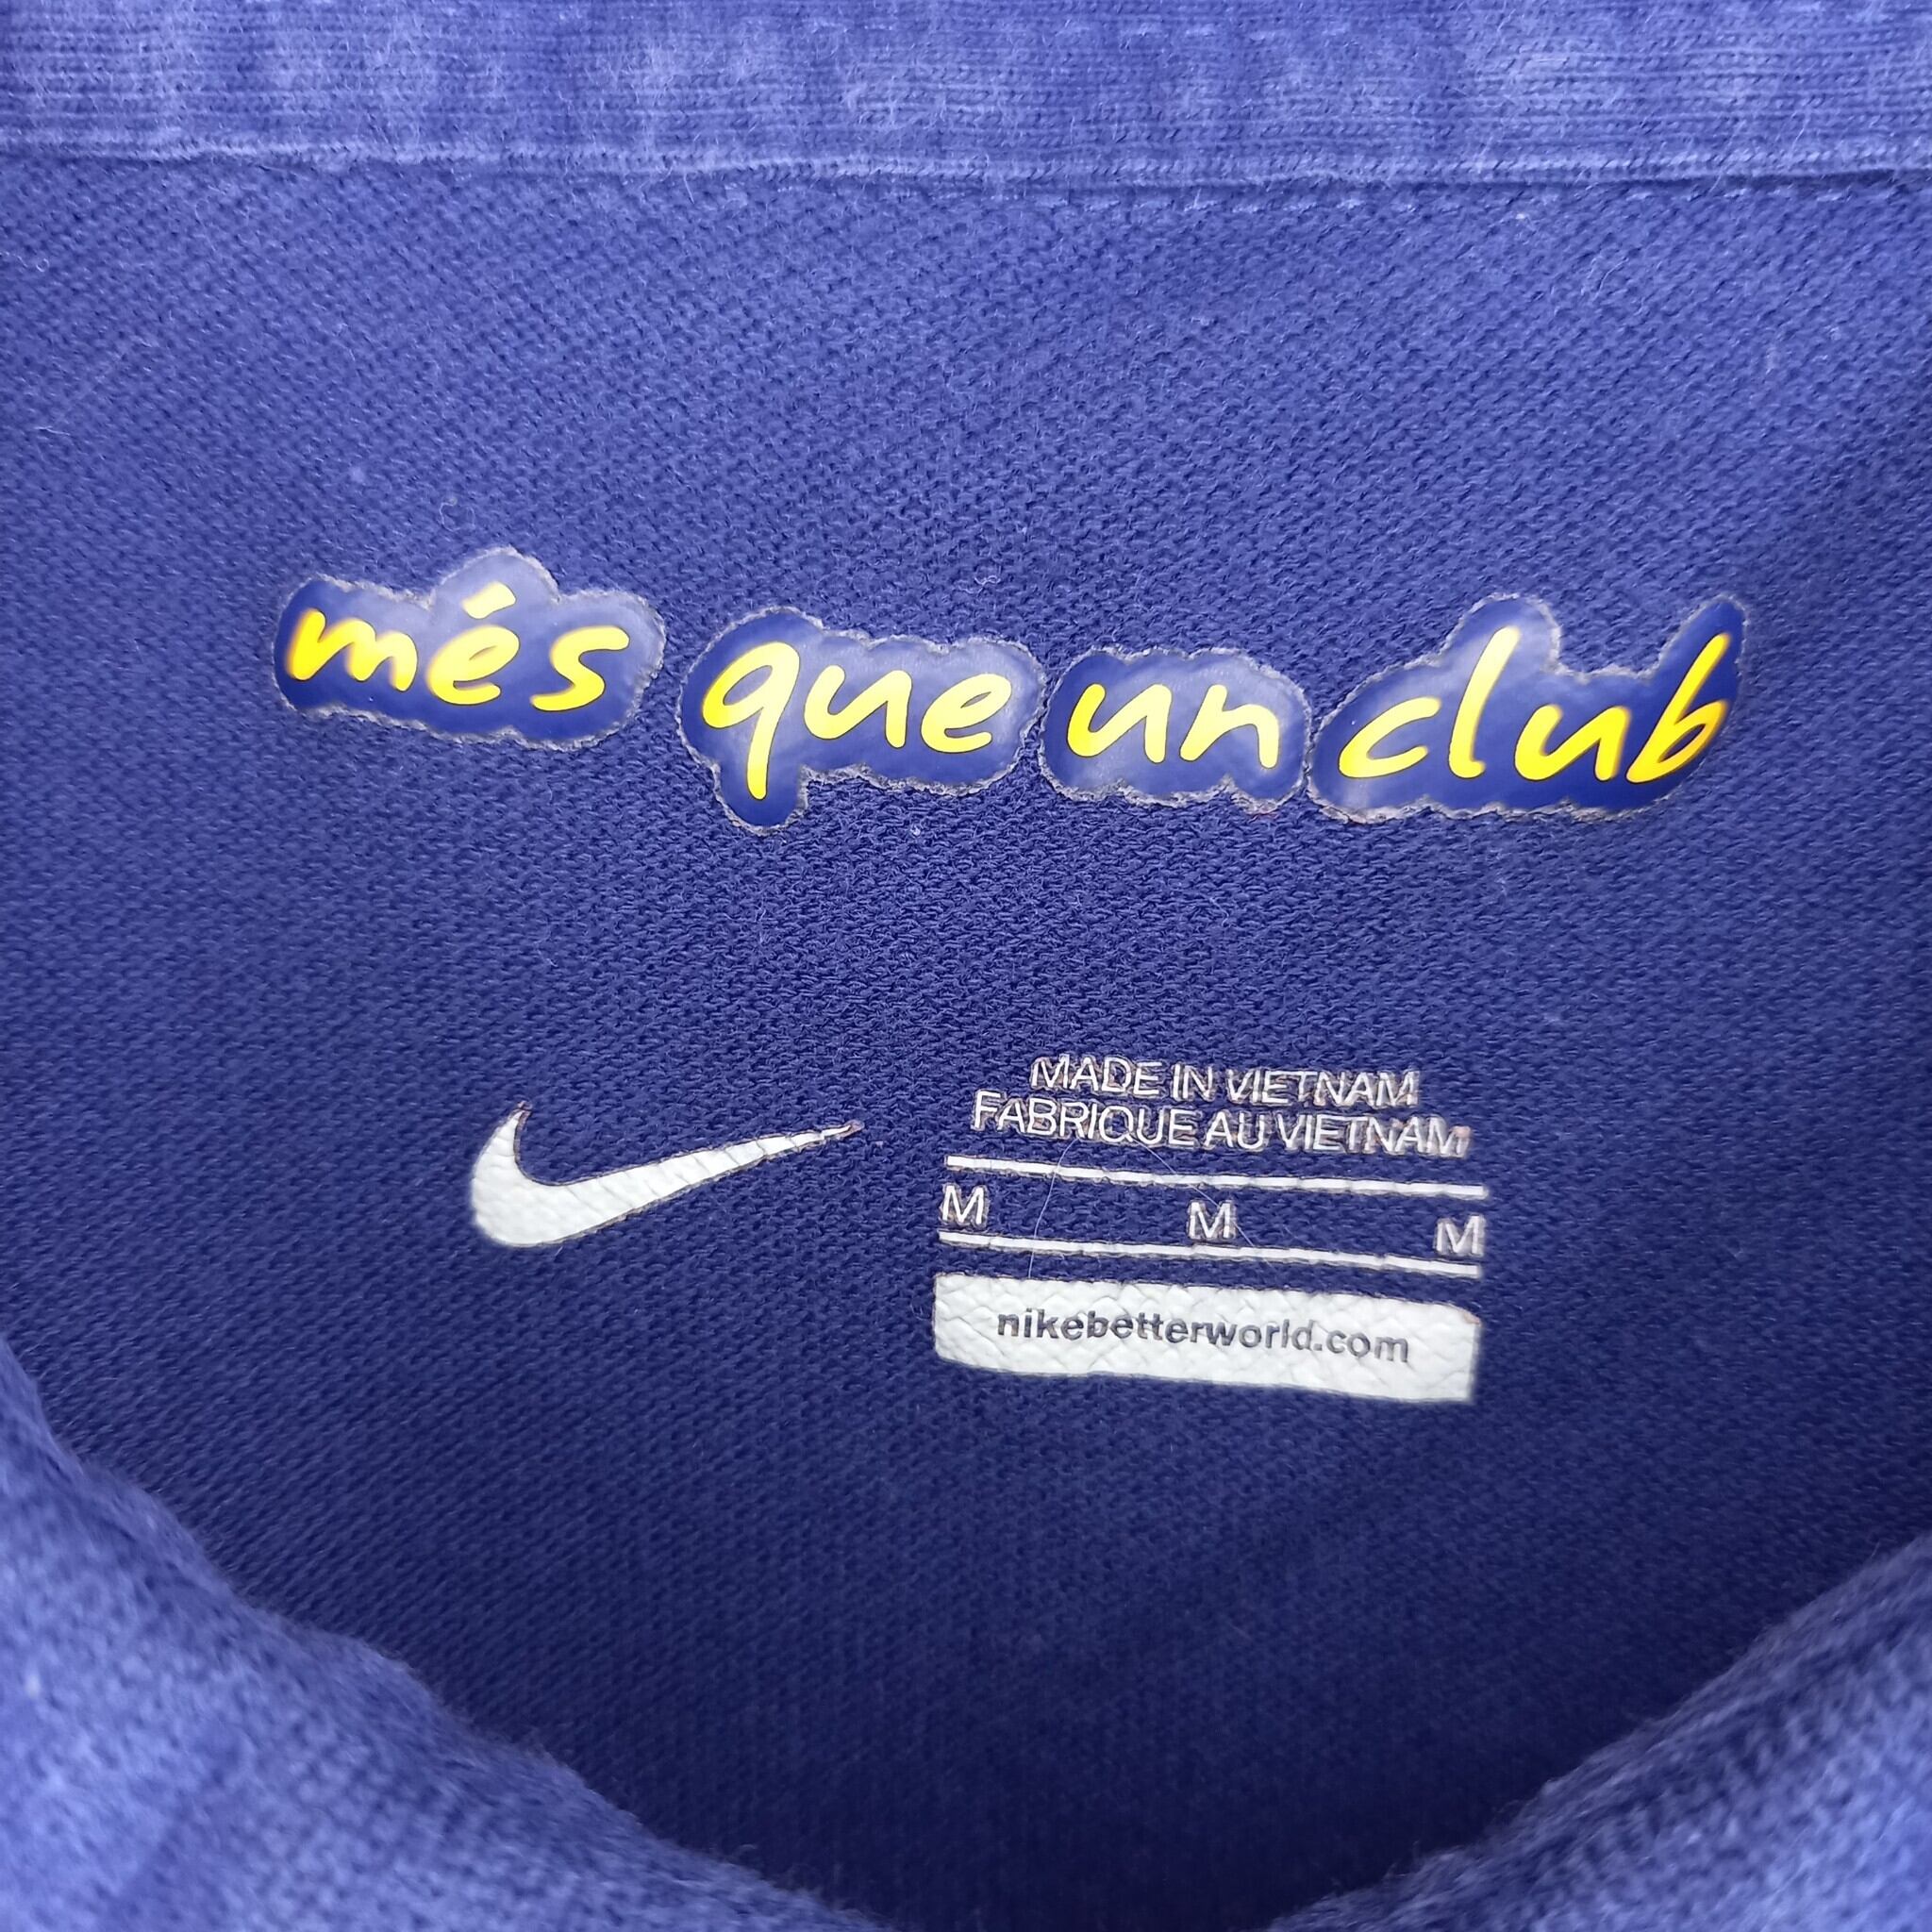 més que un club
MADE IN VIETNAM
FABRIQUE AU VIETNAM
M M M
nikebetterworld.com